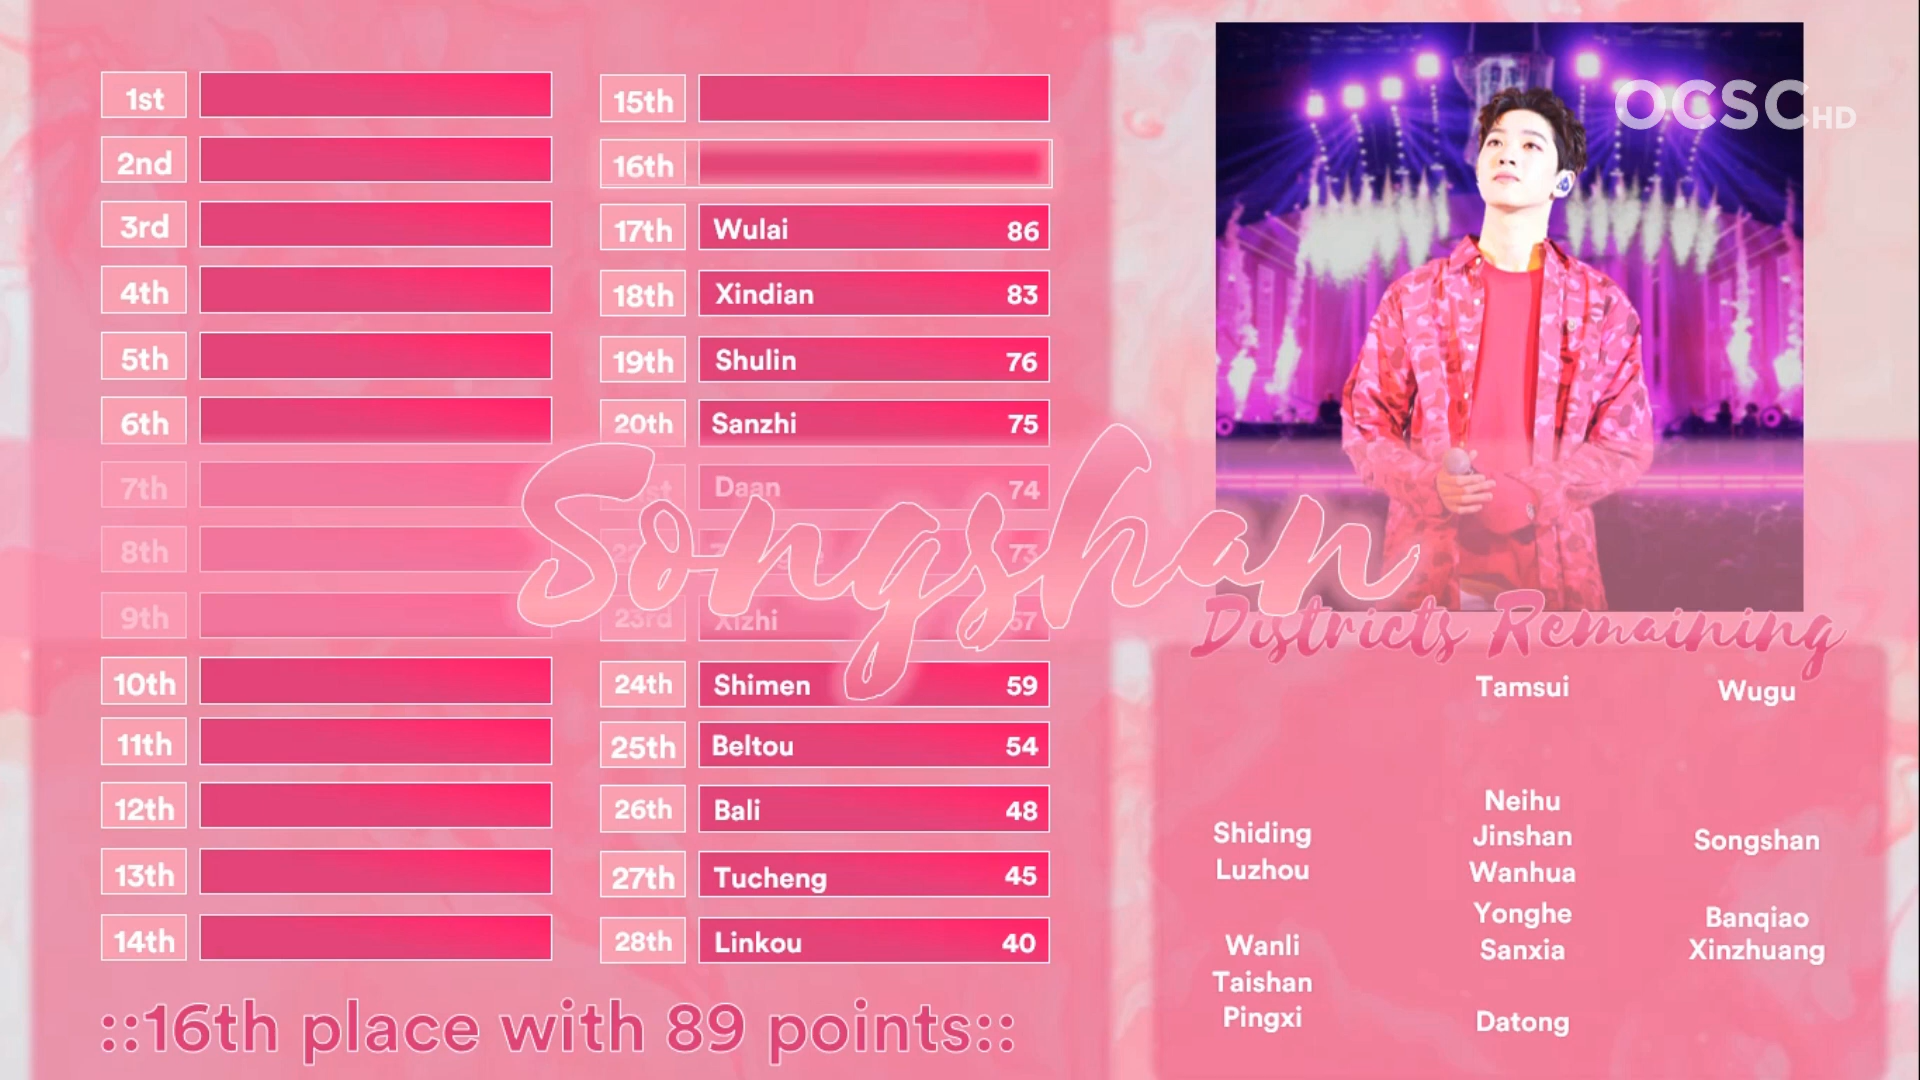 1st
2nd
3rd
4th
5th
6th
7th
8th
9th
10th
11th
12th
13th
14th
15th
16th
17th Wulai 86
18th Xindian 83
19th Shulin 76
20th Sanzhi 75
Daan 74
73
23rd Xizhi
24th Shimen 59
25th Beltou 54
26th Bali 48
27th Tucheng 45
28th Linkou 40
Songshan
::16th place with 89 points::
OCSC HD
Districts Remaining
Shiding
Luzhou
Wanli
Taishan
Pingxi
Tamsui
Neihu
Jinshan
Wanhua
Yonghe
Sanxia
Datong
Wugu
Songshan
Banqiao
Xinzhuang